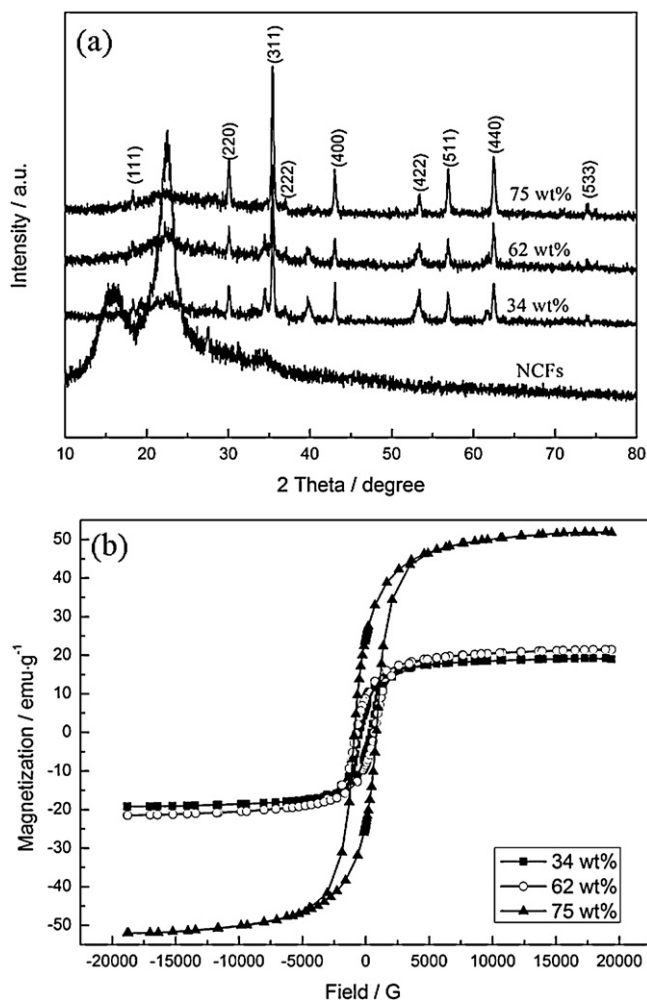 (a)
Intensity / a.u.
(111)
(220)
(311)
(222)
(400)
(422)
(511)
(440)
(533)
75 wt%
62 wt%
34 wt%
NCFs
10 20 30 40 50 60 70 80
2 Theta / degree
(b)
Magnetization / emu·g⁻¹
50
40
30
20
10
0
-10
-20
-30
-40
-50
34 wt%
62 wt%
75 wt%
-20000 -15000 -10000 -5000 0 5000 10000 15000 20000
Field / G